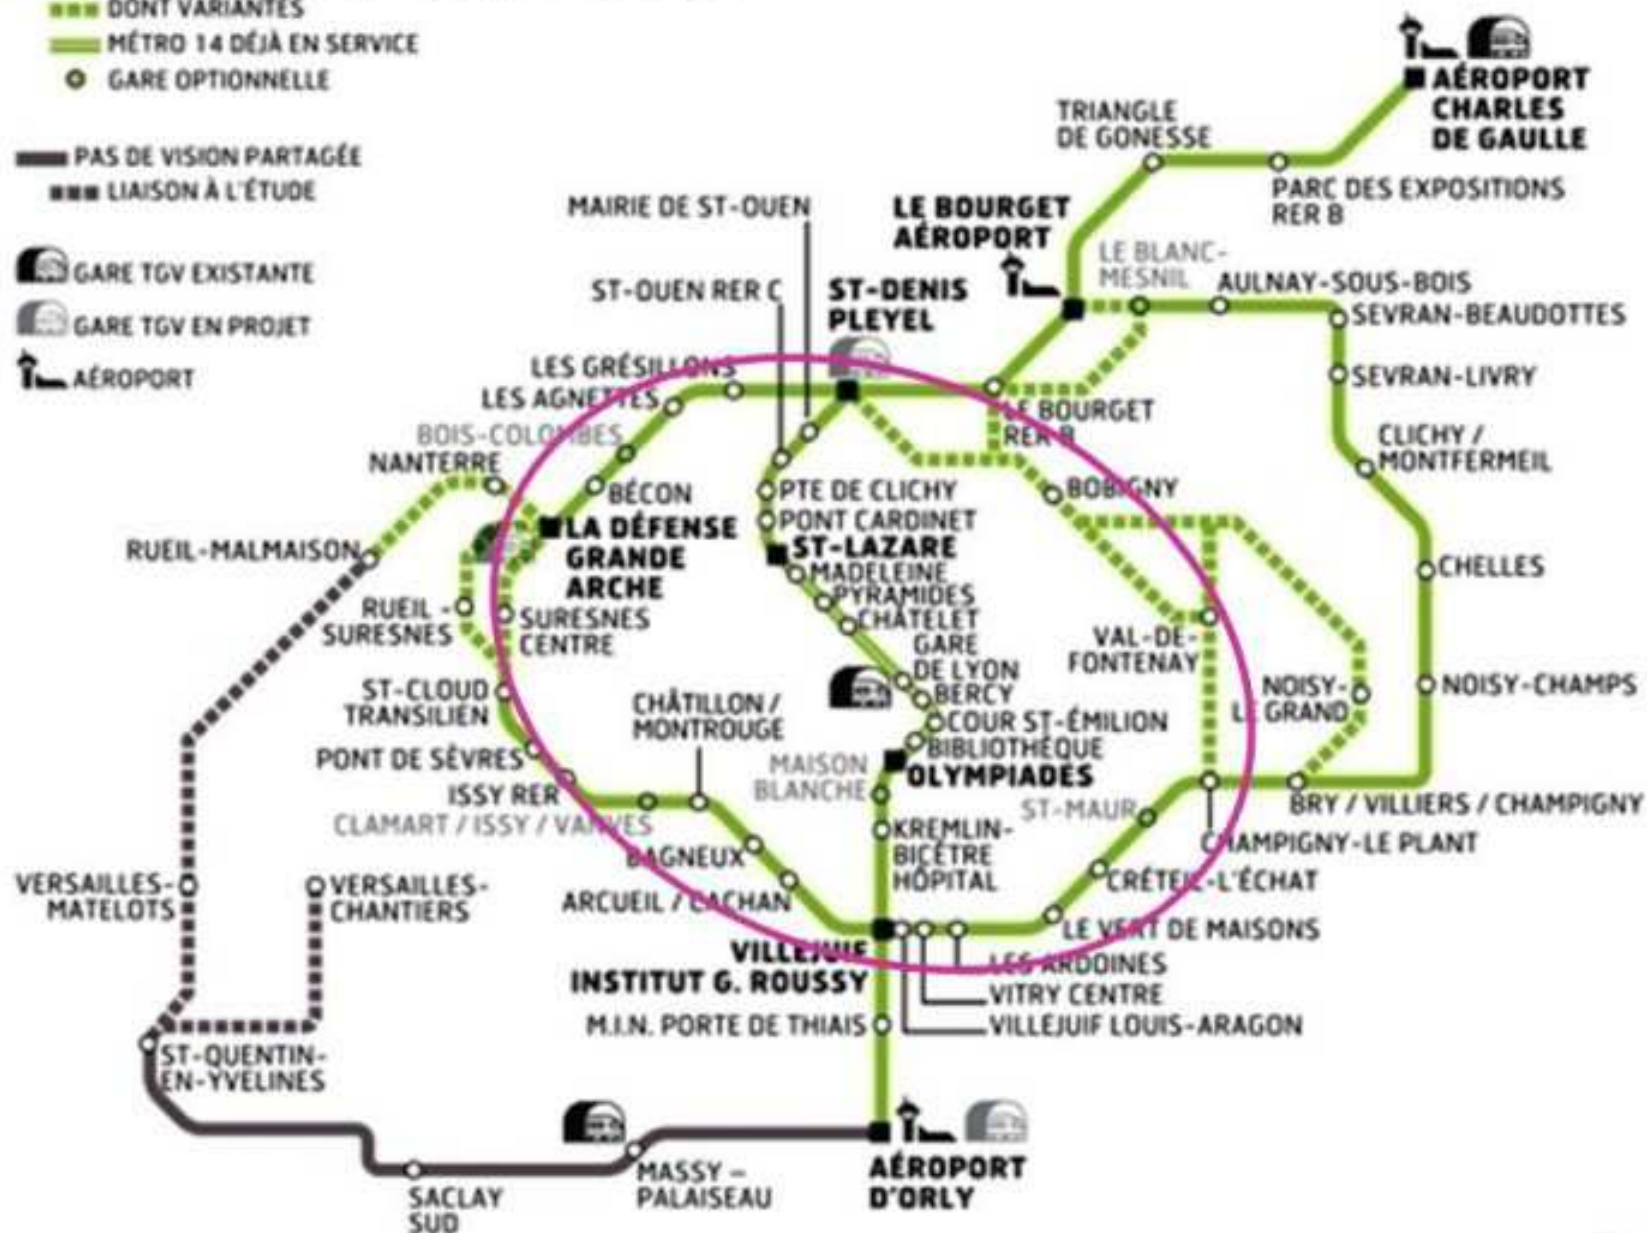 DONT VARIANTES
MÉTRO 14 DÉJÀ EN SERVICE
GARE OPTIONNELLE
PAS DE VISION PARTAGÉE
LIAISON À L'ÉTUDE
GARE TGV EXISTANTE
GARE TGV EN PROJET
AÉROPORT
AÉROPORT
CHARLES
DE GAULLE
TRIANGLE
DE GONESSE
PARC DES EXPOSITIONS
RER B
MAIRIE DE ST-OUEN
LE BOURGET
AÉROPORT
LE BLANC-
MESNIL
AULNAY-SOUS-BOIS
SEVRAN-BEAUDOTTES
ST-OUEN RER C
ST-DENIS
PLEYEL
SEVRAN-LIVRY
LES GRÉSILLONS
LES AGNETTES
LE BOURGET
RER B
BOIS-COLOMBES
NANTERRE
CLICHY /
MONTFERMEIL
BÉCON
PTE DE CLICHY
BOBIGNY
PONT CARDINET
LA DÉFENSE
GRANDE
ARCHE
ST-LAZARE
RUEIL-MALMAISON
MADELEINE
CHELLES
PYRAMIDES
RUEIL -
SURESNES
SURESNES
CENTRE
CHÂTELET
GARE
DE LYON
VAL-DE-
FONTENAY
ST-CLOUD
TRANSILIEN
CHÂTILLON /
MONTROUGE
BERCY
NOISY-
LE GRAND
NOISY-CHAMPS
COUR ST-ÉMILION
BIBLIOTHÈQUE
PONT DE SÈVRES
MAISON
BLANCHE
OLYMPIADES
ISSY RER
ST-MAUR
BRY / VILLIERS / CHAMPIGNY
CLAMART / ISSY / VANVES
KREMLIN-
BICÊTRE
HÔPITAL
CHAMPIGNY-LE PLANT
BAGNEUX
CRÉTEIL-L'ÉCHAT
VERSAILLES-
MATELOTS
VERSAILLES-
CHANTIERS
ARCUEIL / CACHAN
LE VERT DE MAISONS
VILLEJUIF
INSTITUT G. ROUSSY
LES ARDOINES
VITRY CENTRE
M.I.N. PORTE DE THIAIS
VILLEJUIF LOUIS-ARAGON
ST-QUENTIN-
EN-YVELINES
MASSY –
PALAISEAU
AÉROPORT
D'ORLY
SACLAY
SUD